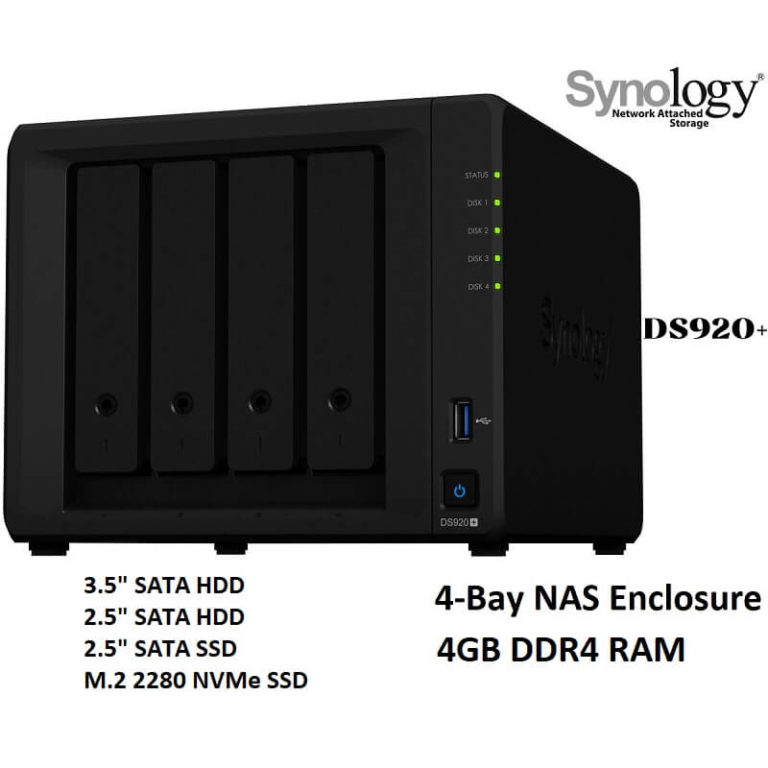 Synology®
Network Attached
Storage
STATUS
DISK 1
DISK 2
DISK 3
DISK 4
Synology
DS920+
DS920+
3.5" SATA HDD
2.5" SATA HDD
2.5" SATA SSD
M.2 2280 NVMe SSD
4-Bay NAS Enclosure
4GB DDR4 RAM